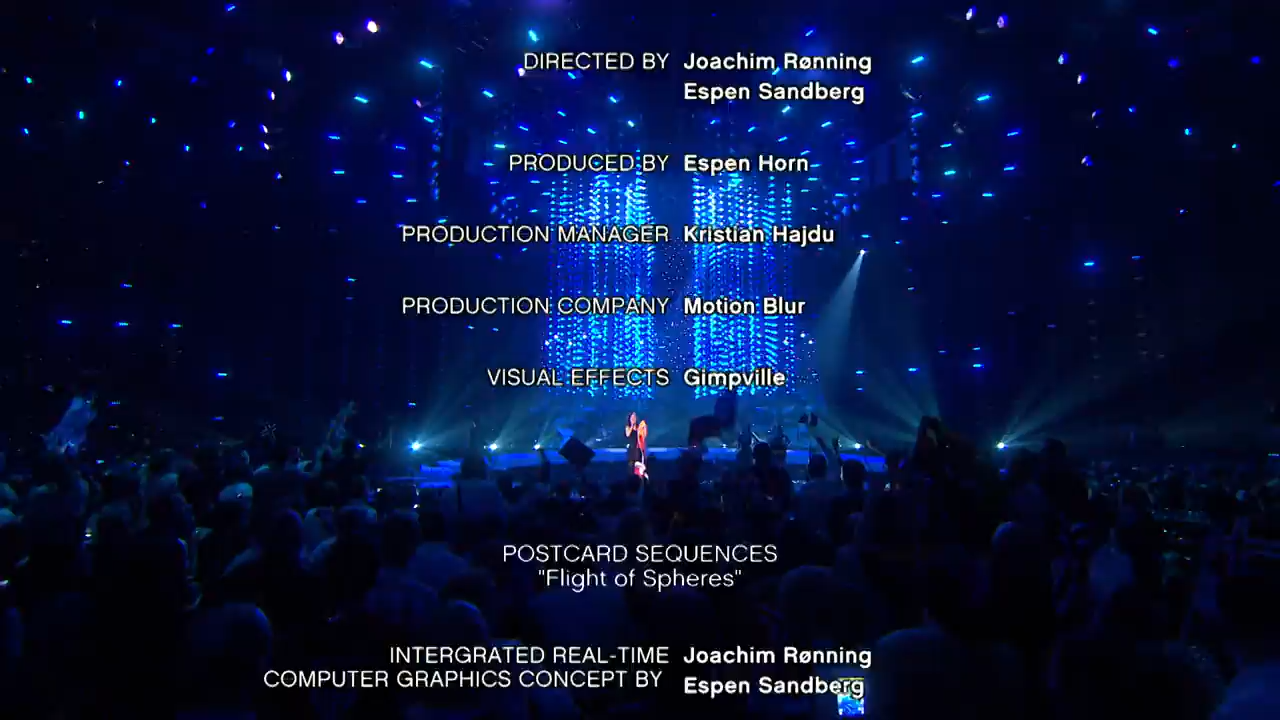 DIRECTED BY Joachim Rønning
Espen Sandberg
PRODUCED BY Espen Horn
PRODUCTION MANAGER Kristian Hajdu
PRODUCTION COMPANY Motion Blur
VISUAL EFFECTS Gimpville
POSTCARD SEQUENCES
"Flight of Spheres"
INTERGRATED REAL-TIME Joachim Rønning
COMPUTER GRAPHICS CONCEPT BY Espen Sandberg